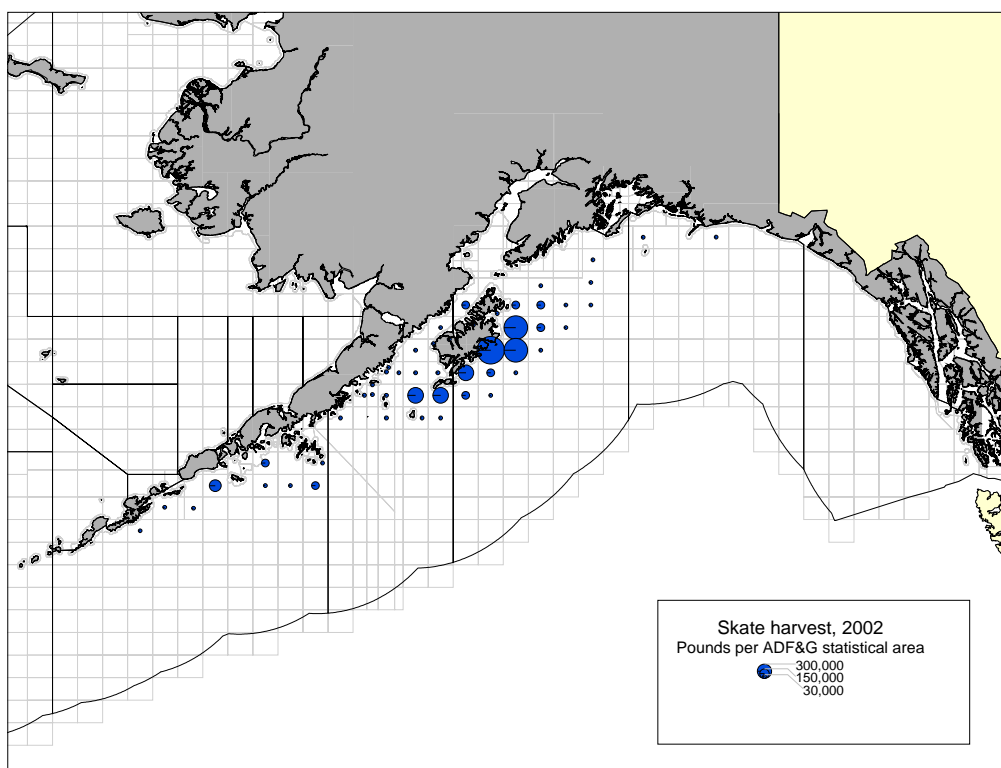 Skate harvest, 2002
Pounds per ADF&G statistical area
300,000
150,000
30,000